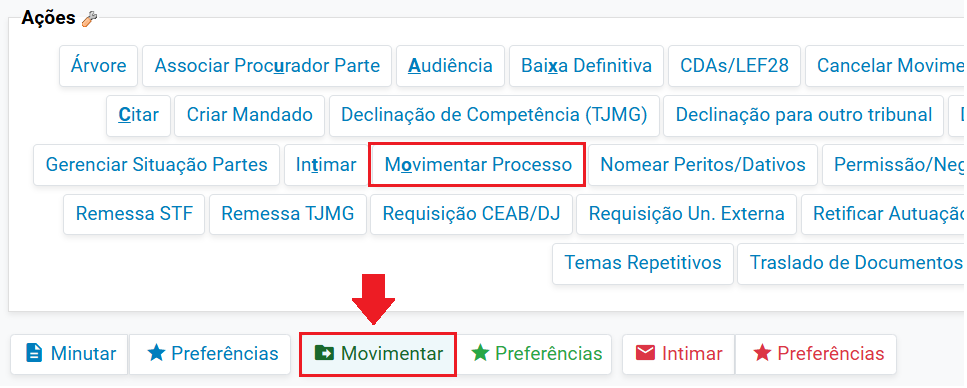 Ações
Árvore Associar Procurador Parte Audiência Baixa Definitiva CDAs/LEF28 Cancelar Movime
Citar Criar Mandado Declinação de Competência (TJMG) Declinação para outro tribunal
Gerenciar Situação Partes Intimar Movimentar Processo Nomear Peritos/Dativos Permissão/Neg
Remessa STF Remessa TJMG Requisição CEAB/DJ Requisição Un. Externa Retificar Autuação
Temas Repetitivos Traslado de Documentos
Minutar Preferências Movimentar Preferências Intimar Preferências